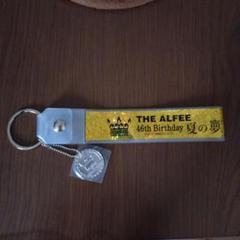 THE ALFEE
46th Birthday 夏の夢